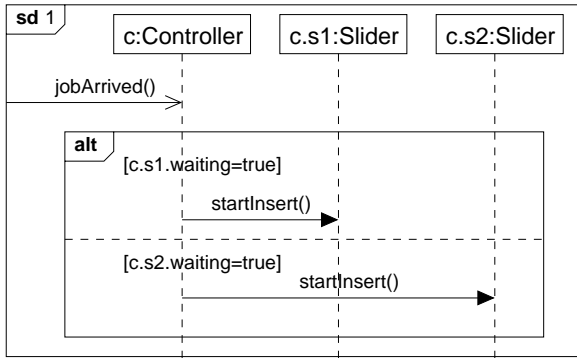 sd 1
c:Controller c.s1:Slider c.s2:Slider
jobArrived()
alt
[c.s1.waiting=true]
startInsert()
[c.s2.waiting=true]
startInsert()